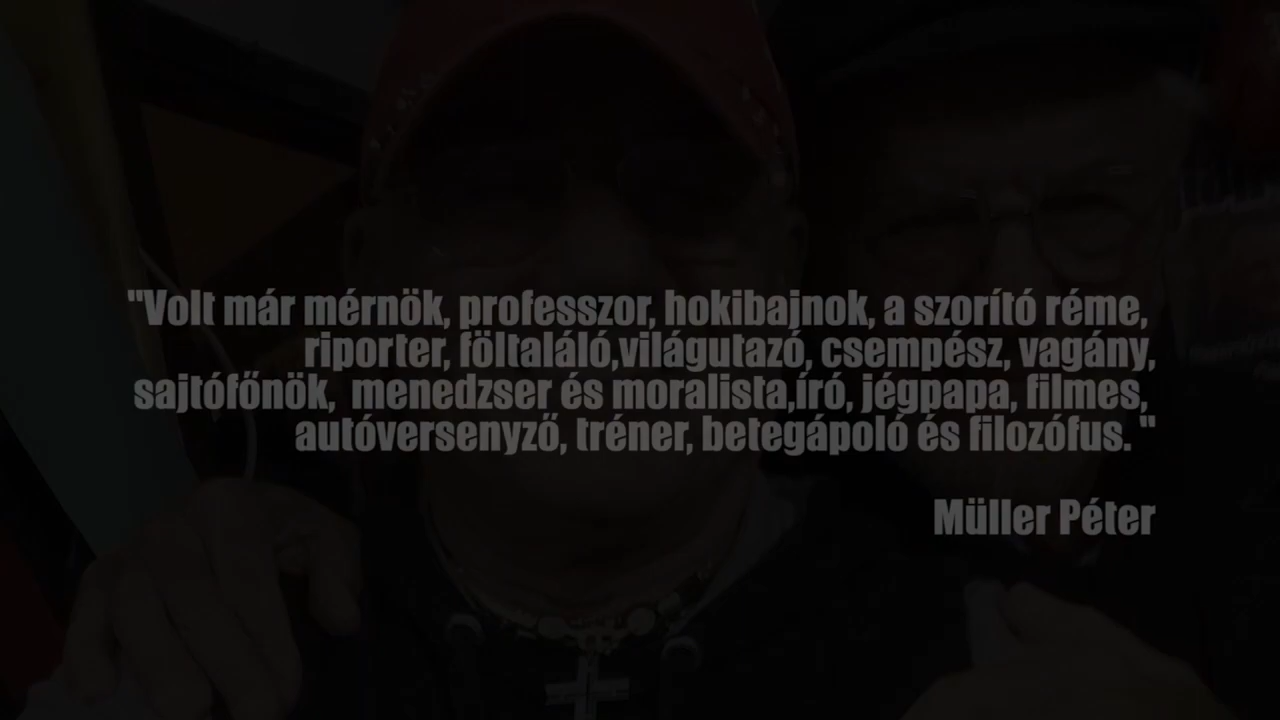 "Volt már mérnök, professzor, hokibajnok, a szorító réme,
riporter, föltaláló,világutazó, csempész, vagány,
sajtófőnök, menedzser és moralista,író, jégpapa, filmes,
autóversenyző, tréner, betegápoló és filozófus. "
Müller Péter